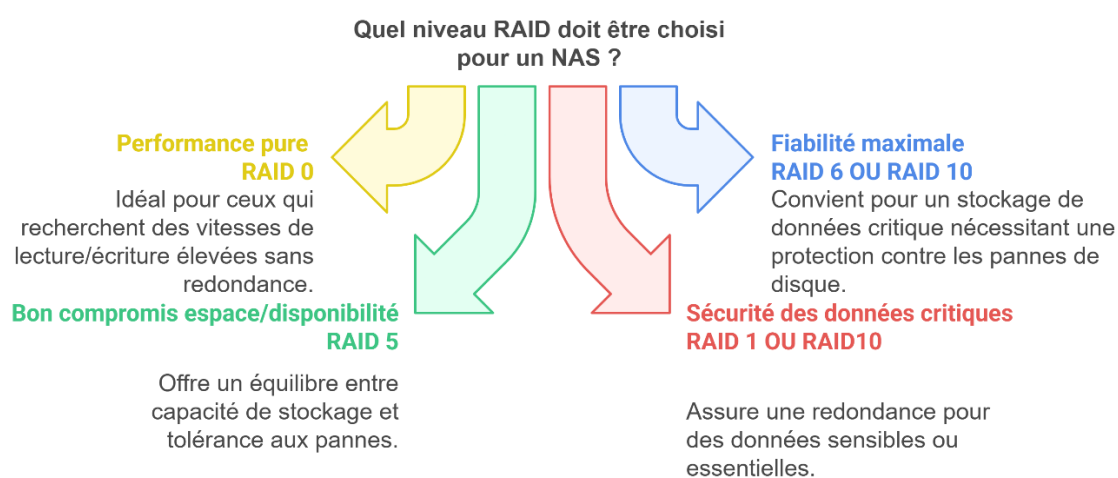 Quel niveau RAID doit être choisi
pour un NAS ?
Performance pure
RAID 0
Idéal pour ceux qui
recherchent des vitesses de
lecture/écriture élevées sans
redondance.
Bon compromis espace/disponibilité
RAID 5
Offre un équilibre entre
capacité de stockage et
tolérance aux pannes.
Fiabilité maximale
RAID 6 OU RAID 10
Convient pour un stockage de
données critique nécessitant une
protection contre les pannes de
disque.
Sécurité des données critiques
RAID 1 OU RAID10
Assure une redondance pour
des données sensibles ou
essentielles.